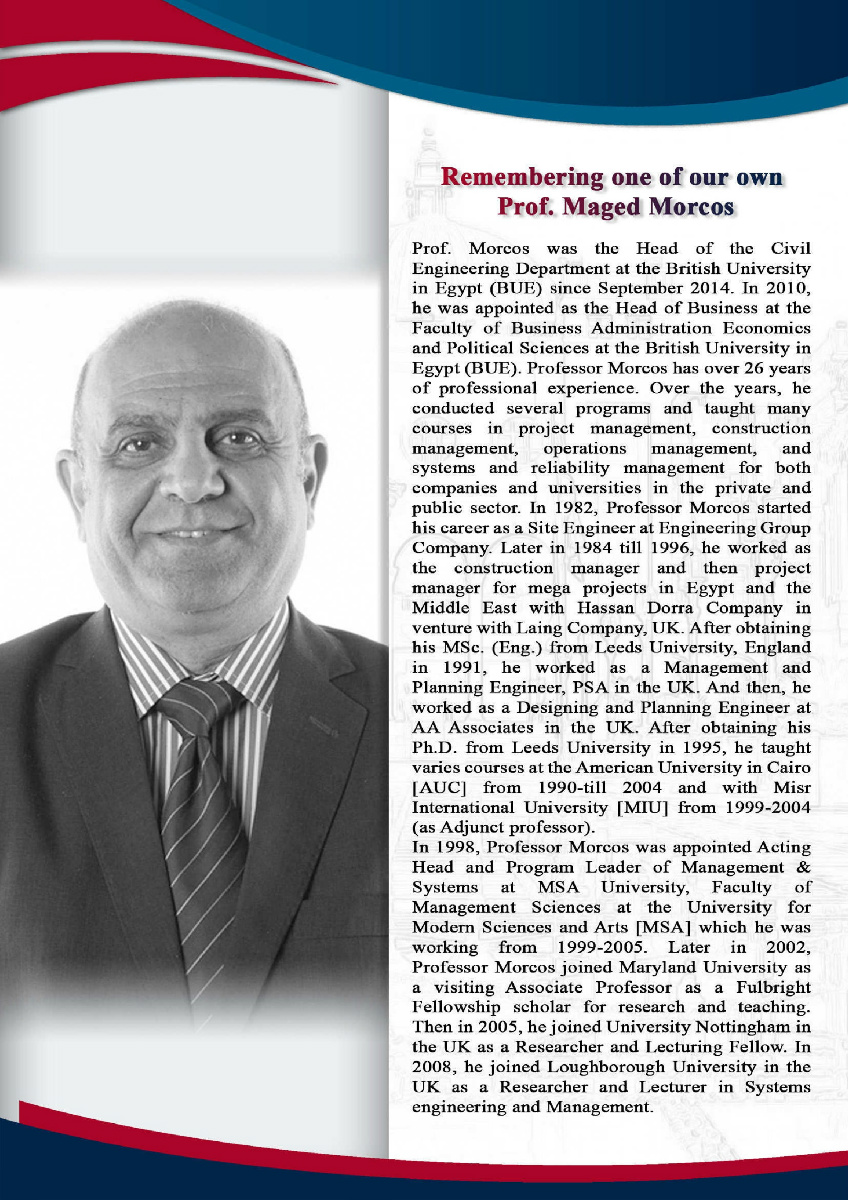 Remembering one of our own
Prof. Maged Morcos
Prof. Morcos was the Head of the Civil
Engineering Department at the British University
in Egypt (BUE) since September 2014. In 2010,
he was appointed as the Head of Business at the
Faculty of Business Administration Economics
and Political Sciences at the British University in
Egypt (BUE). Professor Morcos has over 26 years
of professional experience. Over the years, he
conducted several programs and taught many
courses in project management, construction
management, operations management, and
systems and reliability management for both
companies and universities in the private and
public sector. In 1982, Professor Morcos started
his career as a Site Engineer at Engineering Group
Company. Later in 1984 till 1996, he worked as
the construction manager and then project
manager for mega projects in Egypt and the
Middle East with Hassan Dorra Company in
venture with Laing Company, UK. After obtaining
his MSc. (Eng.) from Leeds University, England
in 1991, he worked as a Management and
Planning Engineer, PSA in the UK. And then, he
worked as a Designing and Planning Engineer at
AA Associates in the UK. After obtaining his
Ph.D. from Leeds University in 1995, he taught
varies courses at the American University in Cairo
[AUC] from 1990-till 2004 and with Misr
International University [MIU] from 1999-2004
(as Adjunct professor).
In 1998, Professor Morcos was appointed Acting
Head and Program Leader of Management &
Systems at MSA University, Faculty of
Management Sciences at the University for
Modern Sciences and Arts [MSA] which he was
working from 1999-2005. Later in 2002,
Professor Morcos joined Maryland University as
a visiting Associate Professor as a Fulbright
Fellowship scholar for research and teaching.
Then in 2005, he joined University Nottingham in
the UK as a Researcher and Lecturing Fellow. In
2008, he joined Loughborough University in the
UK as a Researcher and Lecturer in Systems
engineering and Management.